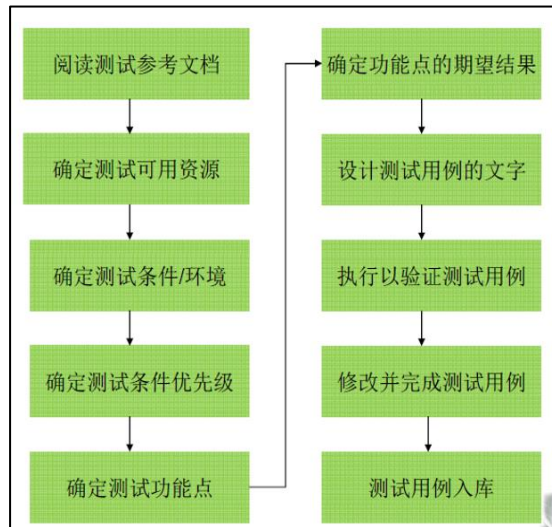 阅读测试参考文档
确定测试可用资源
确定测试条件/环境
确定测试条件优先级
确定测试功能点
确定功能点的期望结果
设计测试用例的文字
执行以验证测试用例
修改并完成测试用例
测试用例入库